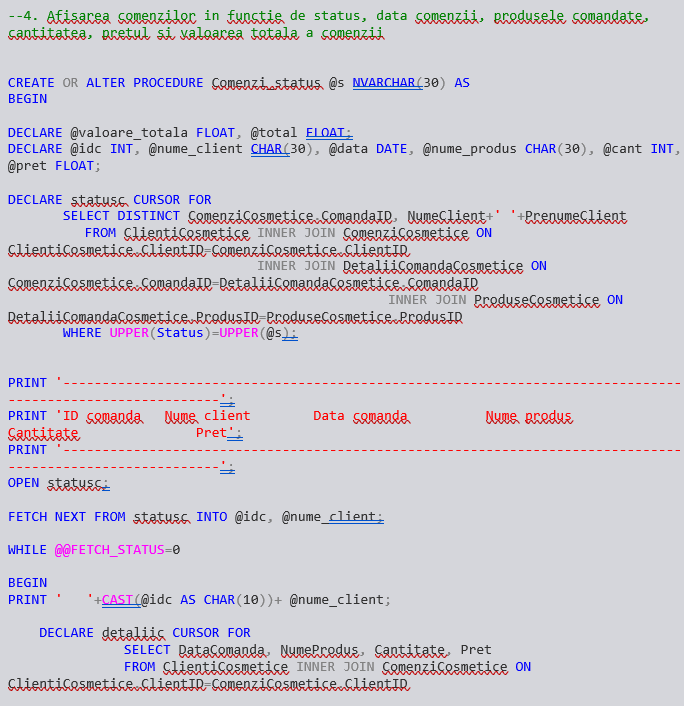 --4. Afisarea comenzilor in functie de status, data comenzii, produsele comandate,
cantitatea, pretul si valoarea totala a comenzii
CREATE OR ALTER PROCEDURE Comenzi_status @s NVARCHAR(30) AS
BEGIN
DECLARE @valoare_totala FLOAT, @total FLOAT;
DECLARE @idc INT, @nume_client CHAR(30), @data DATE, @nume_produs CHAR(30), @cant INT,
@pret FLOAT;
DECLARE statusc CURSOR FOR
SELECT DISTINCT ComenziCosmetice.ComandaID, NumeClient+' '+PrenumeClient
FROM ClientiCosmetice INNER JOIN ComenziCosmetice ON
ClientiCosmetice.ClientID=ComenziCosmetice.ClientID
INNER JOIN DetaliiComandaCosmetice ON
ComenziCosmetice.ComandaID=DetaliiComandaCosmetice.ComandaID
INNER JOIN ProduseCosmetice ON
DetaliiComandaCosmetice.ProdusID=ProduseCosmetice.ProdusID
WHERE UPPER(Status)=UPPER(@s);
PRINT '-------------------------------------------------------------------------------
---------------------------';
PRINT 'ID comanda   Nume client        Data comanda          Nume produs
Cantitate               Pret';
PRINT '-------------------------------------------------------------------------------
---------------------------';
OPEN statusc;
FETCH NEXT FROM statusc INTO @idc, @nume_client;
WHILE @@FETCH_STATUS=0
BEGIN
PRINT '   '+CAST(@idc AS CHAR(10))+ @nume_client;
DECLARE detaliic CURSOR FOR
SELECT DataComanda, NumeProdus, Cantitate, Pret
FROM ClientiCosmetice INNER JOIN ComenziCosmetice ON
ClientiCosmetice.ClientID=ComenziCosmetice.ClientID